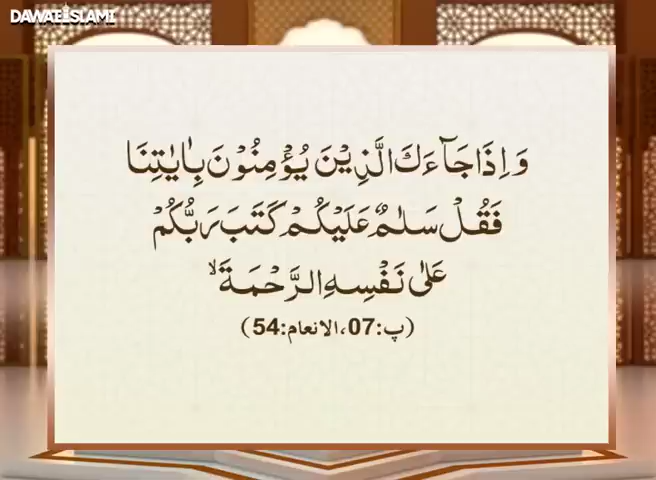 DAWATEISLAMI
وَ اِذَا جَآءَكَ الَّذِیْنَ یُؤْمِنُوْنَ بِاٰیٰتِنَا
فَقُلْ سَلٰمٌ عَلَیْكُمْ كَتَبَ رَبُّكُمْ
عَلٰى نَفْسِهِ الرَّحْمَةَۙ
(پ:07، الانعام:54)